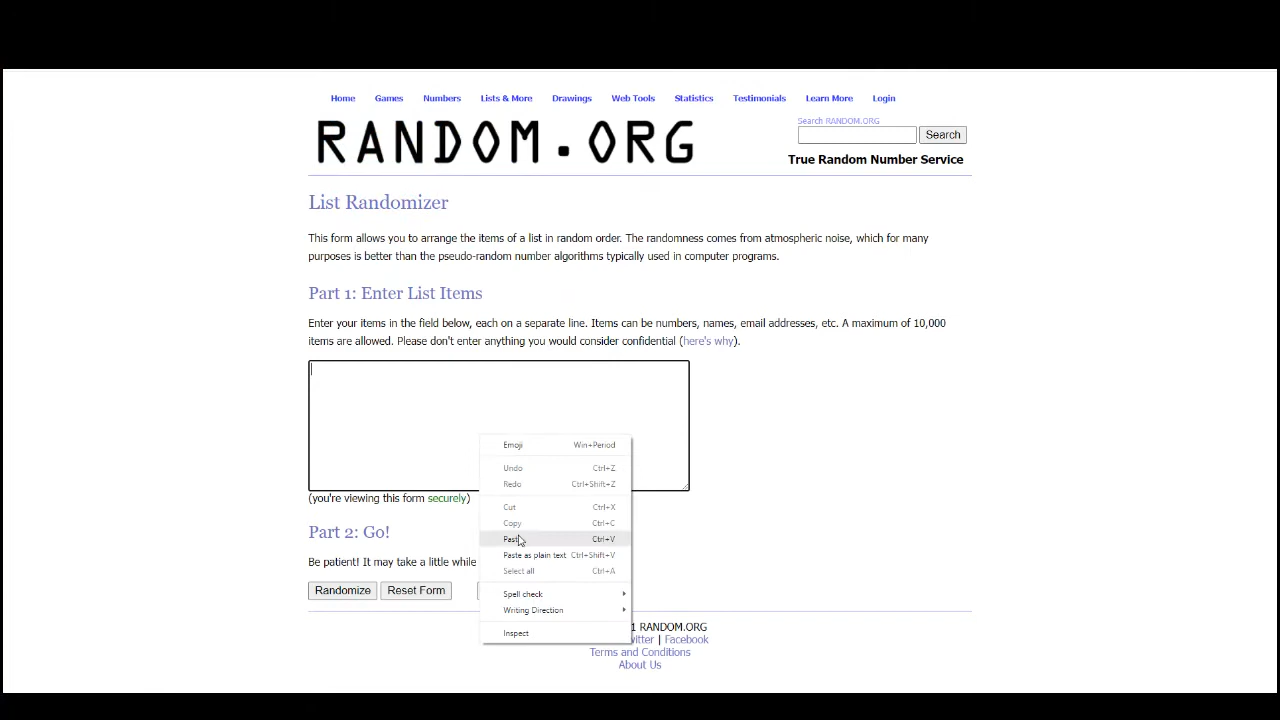 Home Games Numbers Lists & More Drawings Web Tools Statistics Testimonials Learn More Login
RANDOM.ORG
Search RANDOM.ORG
Search
True Random Number Service
List Randomizer
This form allows you to arrange the items of a list in random order. The randomness comes from atmospheric noise, which for many
purposes is better than the pseudo-random number algorithms typically used in computer programs.
Part 1: Enter List Items
Enter your items in the field below, each on a separate line. Items can be numbers, names, email addresses, etc. A maximum of 10,000
items are allowed. Please don't enter anything you would consider confidential (here's why).
(you're viewing this form securely)
Part 2: Go!
Be patient! It may take a little while
Randomize Reset Form
Emoji Win+Period
Undo Ctrl+Z
Redo Ctrl+Shift+Z
Cut Ctrl+X
Copy Ctrl+C
Paste Ctrl+V
Paste as plain text Ctrl+Shift+V
Select all Ctrl+A
Spell check
Writing Direction
Inspect
1 RANDOM.ORG
| Facebook
Terms and Conditions
About Us